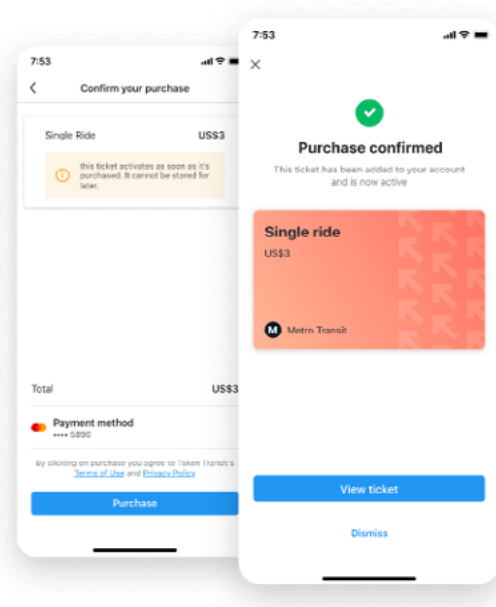 7:53
Confirm your purchase
Single Ride US$3
this ticket activates as soon as it's
purchased. It cannot be stored for
later.
Total US$3
Payment method
•••• 5890
By clicking on purchase you agree to Token Transit's
Terms of Use and Privacy Policy
Purchase
7:53
Purchase confirmed
This ticket has been added to your account
and is now active
Single ride
US$3
M Metro Transit
View ticket
Dismiss